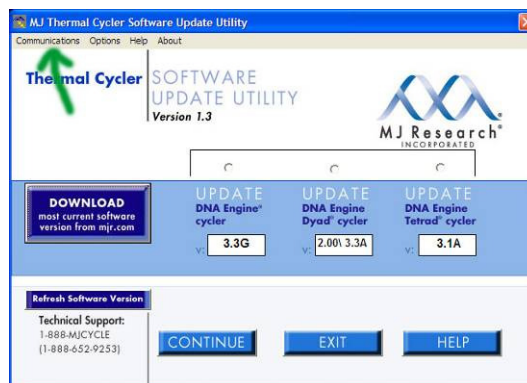 MJ Thermal Cycler Software Update Utility
Communications Options Help About
Thermal Cycler
SOFTWARE
UPDATE UTILITY
Version 1.3
MJ Research®
INCORPORATED
DOWNLOAD
most current software
version from mjr.com
UPDATE
DNA Engine®
cycler
v: 3.3G
UPDATE
DNA Engine
Dyad® cycler
v: 2.00\ 3.3A
UPDATE
DNA Engine
Tetrad® cycler
v: 3.1A
Refresh Software Version
Technical Support:
1-888-MJCYCLE
(1-888-652-9253)
CONTINUE
EXIT
HELP